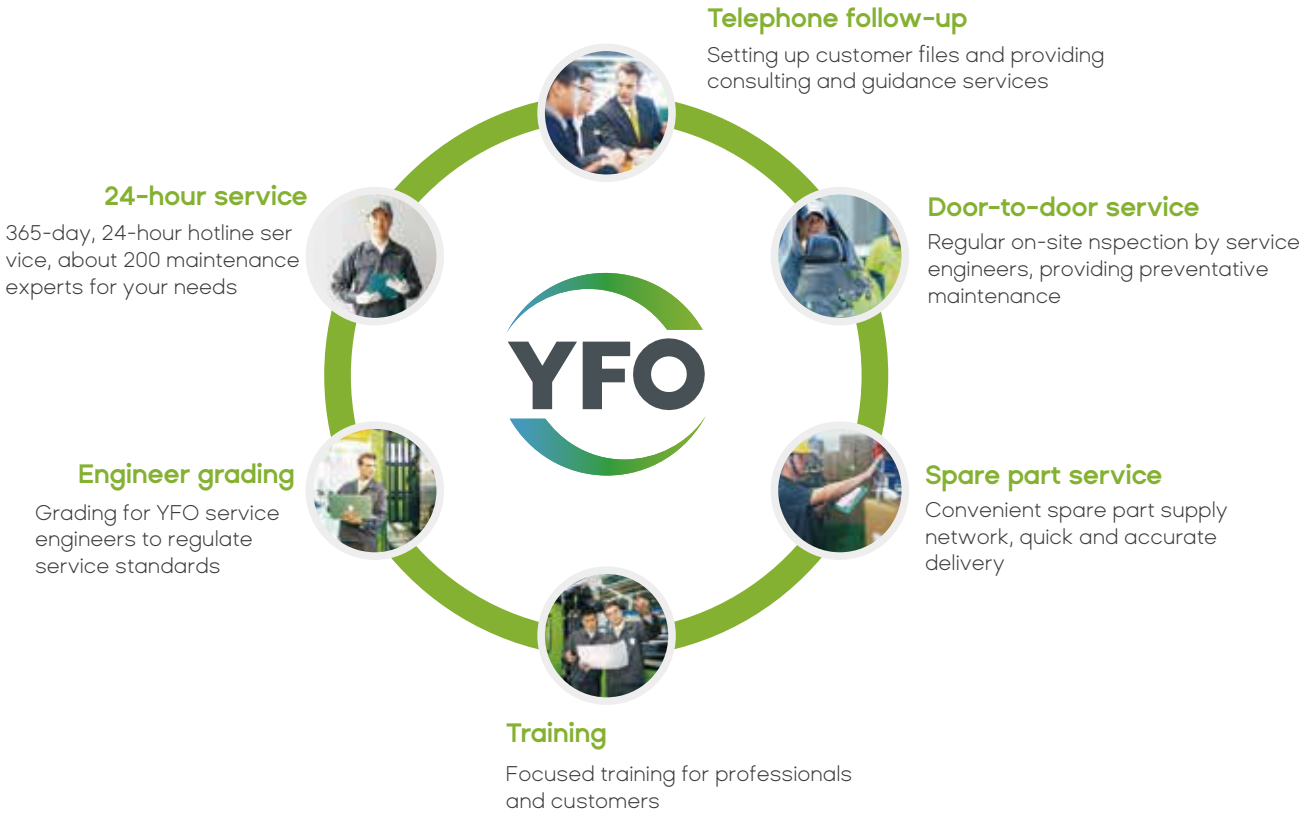 Telephone follow-up
Setting up customer files and providing
consulting and guidance services
24-hour service
365-day, 24-hour hotline ser
vice, about 200 maintenance
experts for your needs
Door-to-door service
Regular on-site nspection by service
engineers, providing preventative
maintenance
YFO
Engineer grading
Grading for YFO service
engineers to regulate
service standards
Spare part service
Convenient spare part supply
network, quick and accurate
delivery
Training
Focused training for professionals
and customers